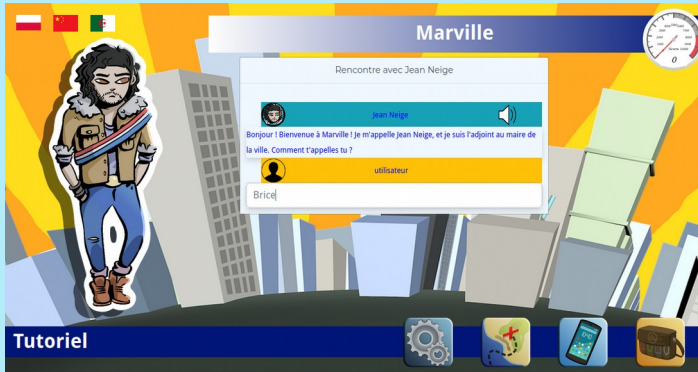 Marville
Rencontre avec Jean Neige
Jean Neige
Bonjour ! Bienvenue à Marville ! Je m'appelle Jean Neige, et je suis l'adjoint au maire de
la ville. Comment t'appelles tu ?
utilisateur
Brice
0
Tutoriel